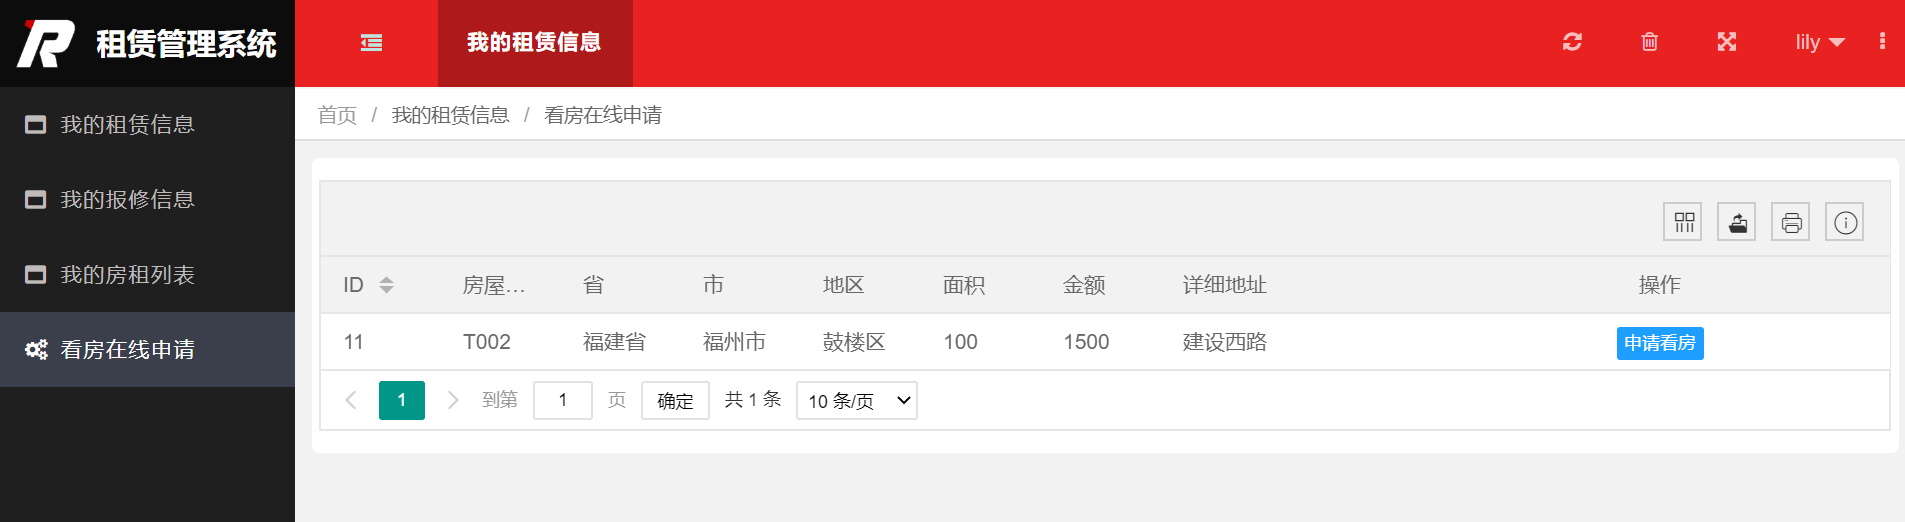 租赁管理系统
我的租赁信息
lily
我的租赁信息
我的报修信息
我的房租列表
看房在线申请
首页 / 我的租赁信息 / 看房在线申请
ID 房屋... 省 市 地区 面积 金额 详细地址 操作
11 T002 福建省 福州市 鼓楼区 100 1500 建设西路 申请看房
1 到第 1 页 确定 共 1 条 10 条/页